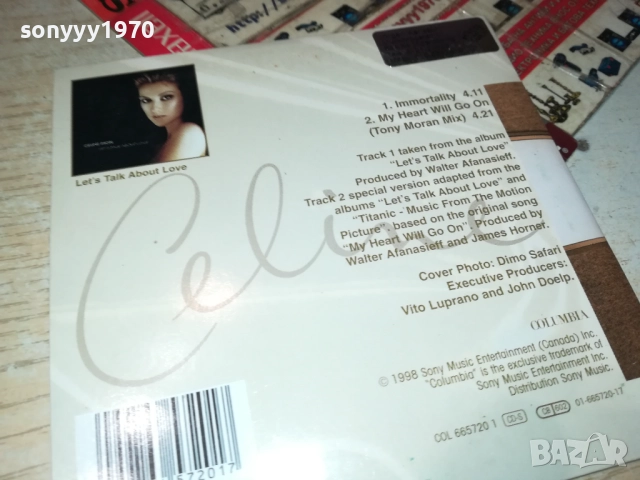 sonyyy1970
http:/
Let's Talk About Love
1. Immortality 4.11
2. My Heart Will Go On
(Tony Moran Mix) 4.21
Track 1 taken from the album
"Let's Talk About Love"
Produced by Walter Afanasieff.
Track 2 special version adapted from the
albums "Let's Talk About Love" and
"Titanic - Music From The Motion
Picture" based on the original song
"My Heart Will Go On" Produced by
Walter Afanasieff and James Horner.
Celine
Cover Photo: Dimo Safari
Executive Producers:
Vito Luprano and John Doelp.
COLUMBIA
© 1998 Sony Music Entertainment (Canada) Inc.
"Columbia" is the exclusive trademark of
Sony Music Entertainment Inc.
Distribution Sony Music.
COL 665720 1 CD-S 01-665720-17
572017
BAZAR